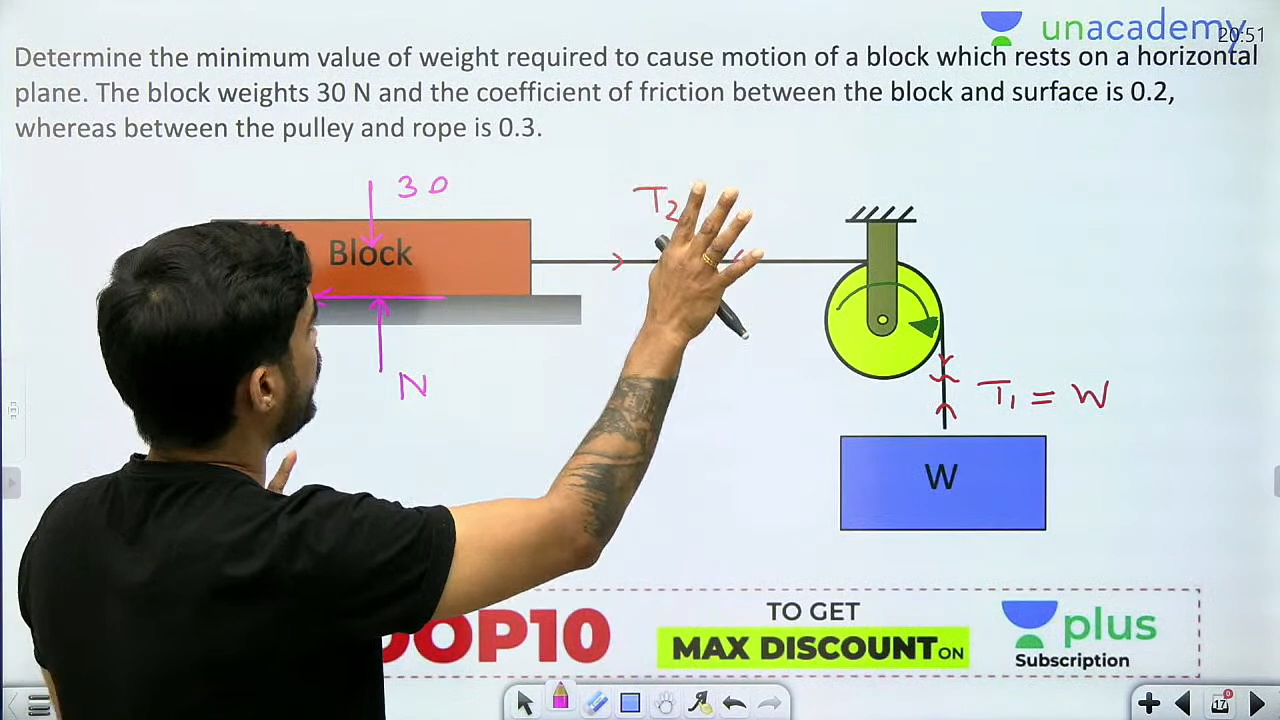 unacademy
20:51
Determine the minimum value of weight required to cause motion of a block which rests on a horizontal
plane. The block weights 30 N and the coefficient of friction between the block and surface is 0.2,
whereas between the pulley and rope is 0.3.
30
T2
Block
N
T1 = W
W
OOP10
TO GET
MAX DISCOUNT ON
plus
Subscription
17
0